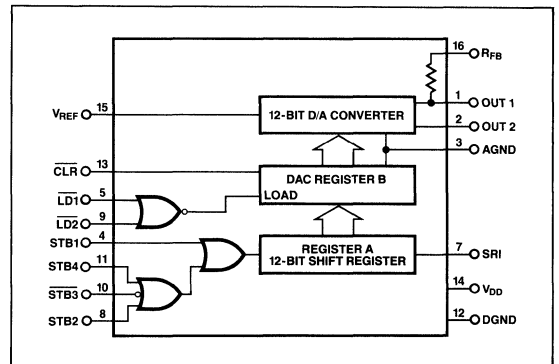 16 RFB
1 OUT 1
VREF 15 12-BIT D/A CONVERTER
2 OUT 2
3 AGND
CLR 13
DAC REGISTER B
LD1 5
LOAD
LD2 9
STB1 4
REGISTER A
12-BIT SHIFT REGISTER
7 SRI
STB4 11
14 VDD
STB3 10
12 DGND
STB2 8